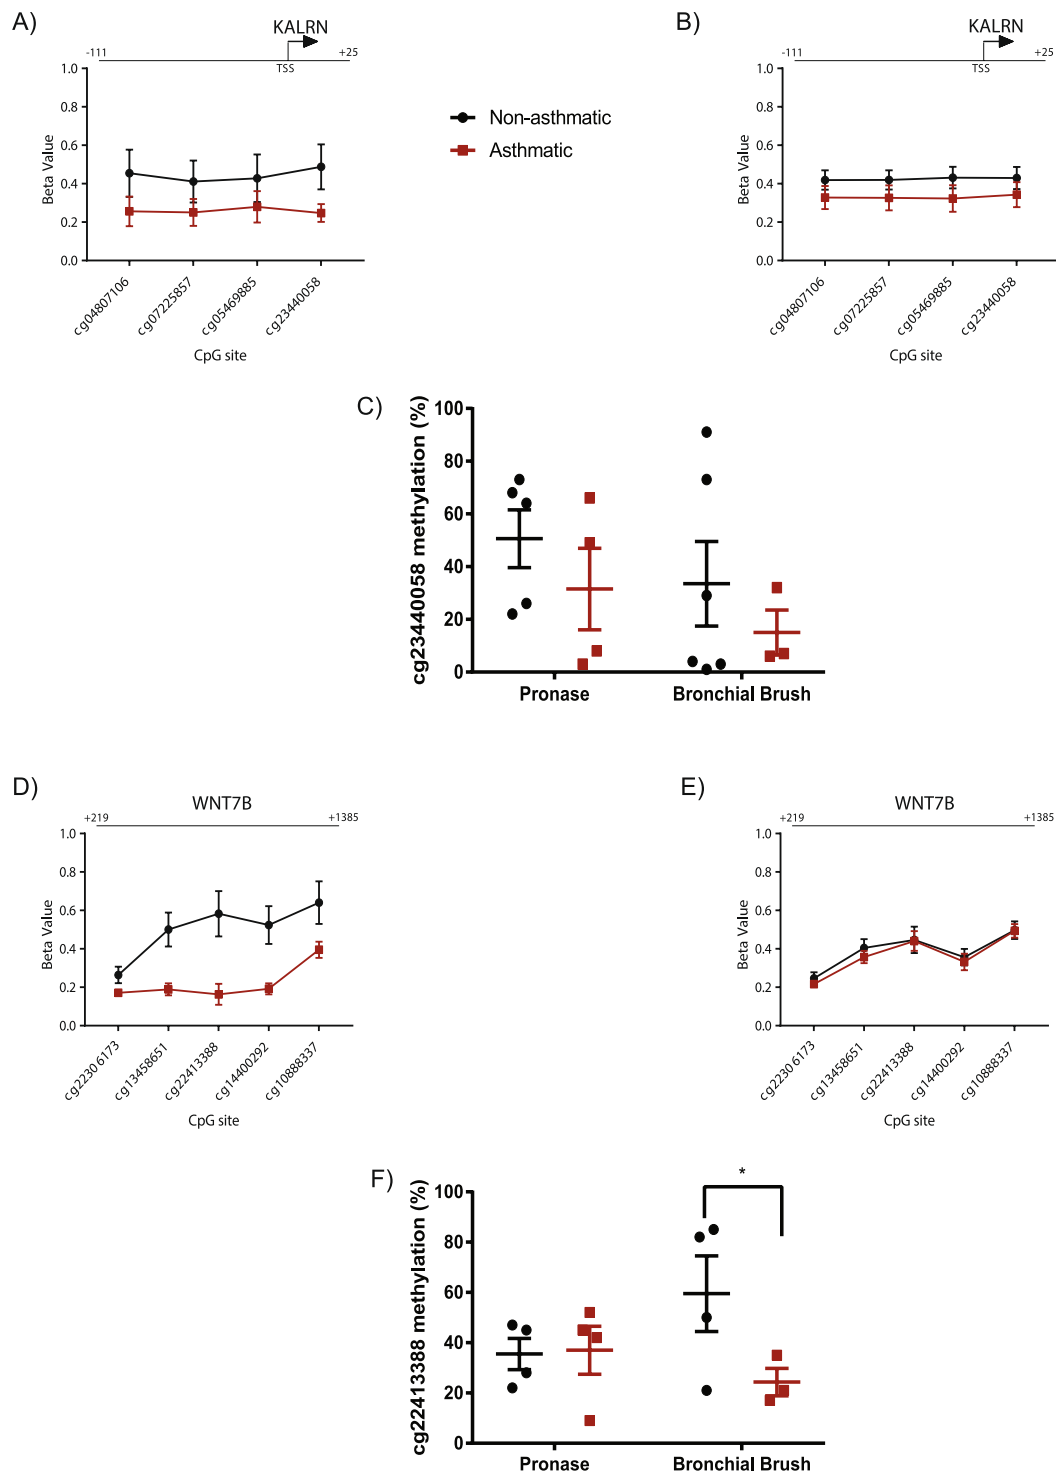 A)
KALRN
-111
+25
TSS
1.0
0.8
0.6
0.4
0.2
0.0
Beta Value
cg04807106
cg07225857
cg05469885
cg23440058
CpG site
Non-asthmatic
Asthmatic
B)
KALRN
-111
+25
TSS
1.0
0.8
0.6
0.4
0.2
0.0
Beta Value
cg04807106
cg07225857
cg05469885
cg23440058
CpG site
C)
cg23440058 methylation (%)
100
80
60
40
20
0
Pronase
Bronchial Brush
D)
WNT7B
+219
+1385
1.0
0.8
0.6
0.4
0.2
0.0
Beta Value
cg2230 6173
cg13458651
cg22413388
cg14400292
cg10888337
CpG site
E)
WNT7B
+219
+1385
1.0
0.8
0.6
0.4
0.2
0.0
Beta Value
cg2230 6173
cg13458651
cg22413388
cg14400292
cg10888337
CpG site
F)
cg22413388 methylation (%)
100
80
60
40
20
0
*
Pronase
Bronchial Brush